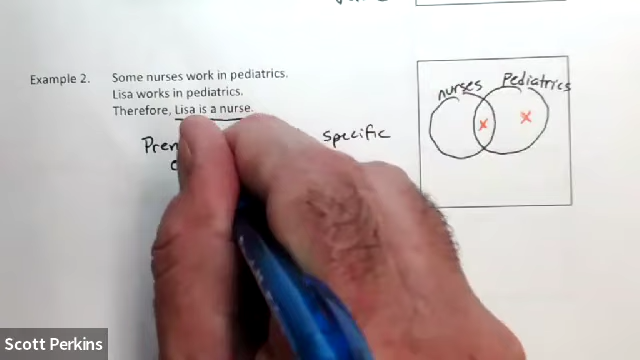 Example 2. Some nurses work in pediatrics.
Lisa works in pediatrics.
Therefore, Lisa is a nurse.
specific
nurses
Pediatrics
x
x
Scott Perkins